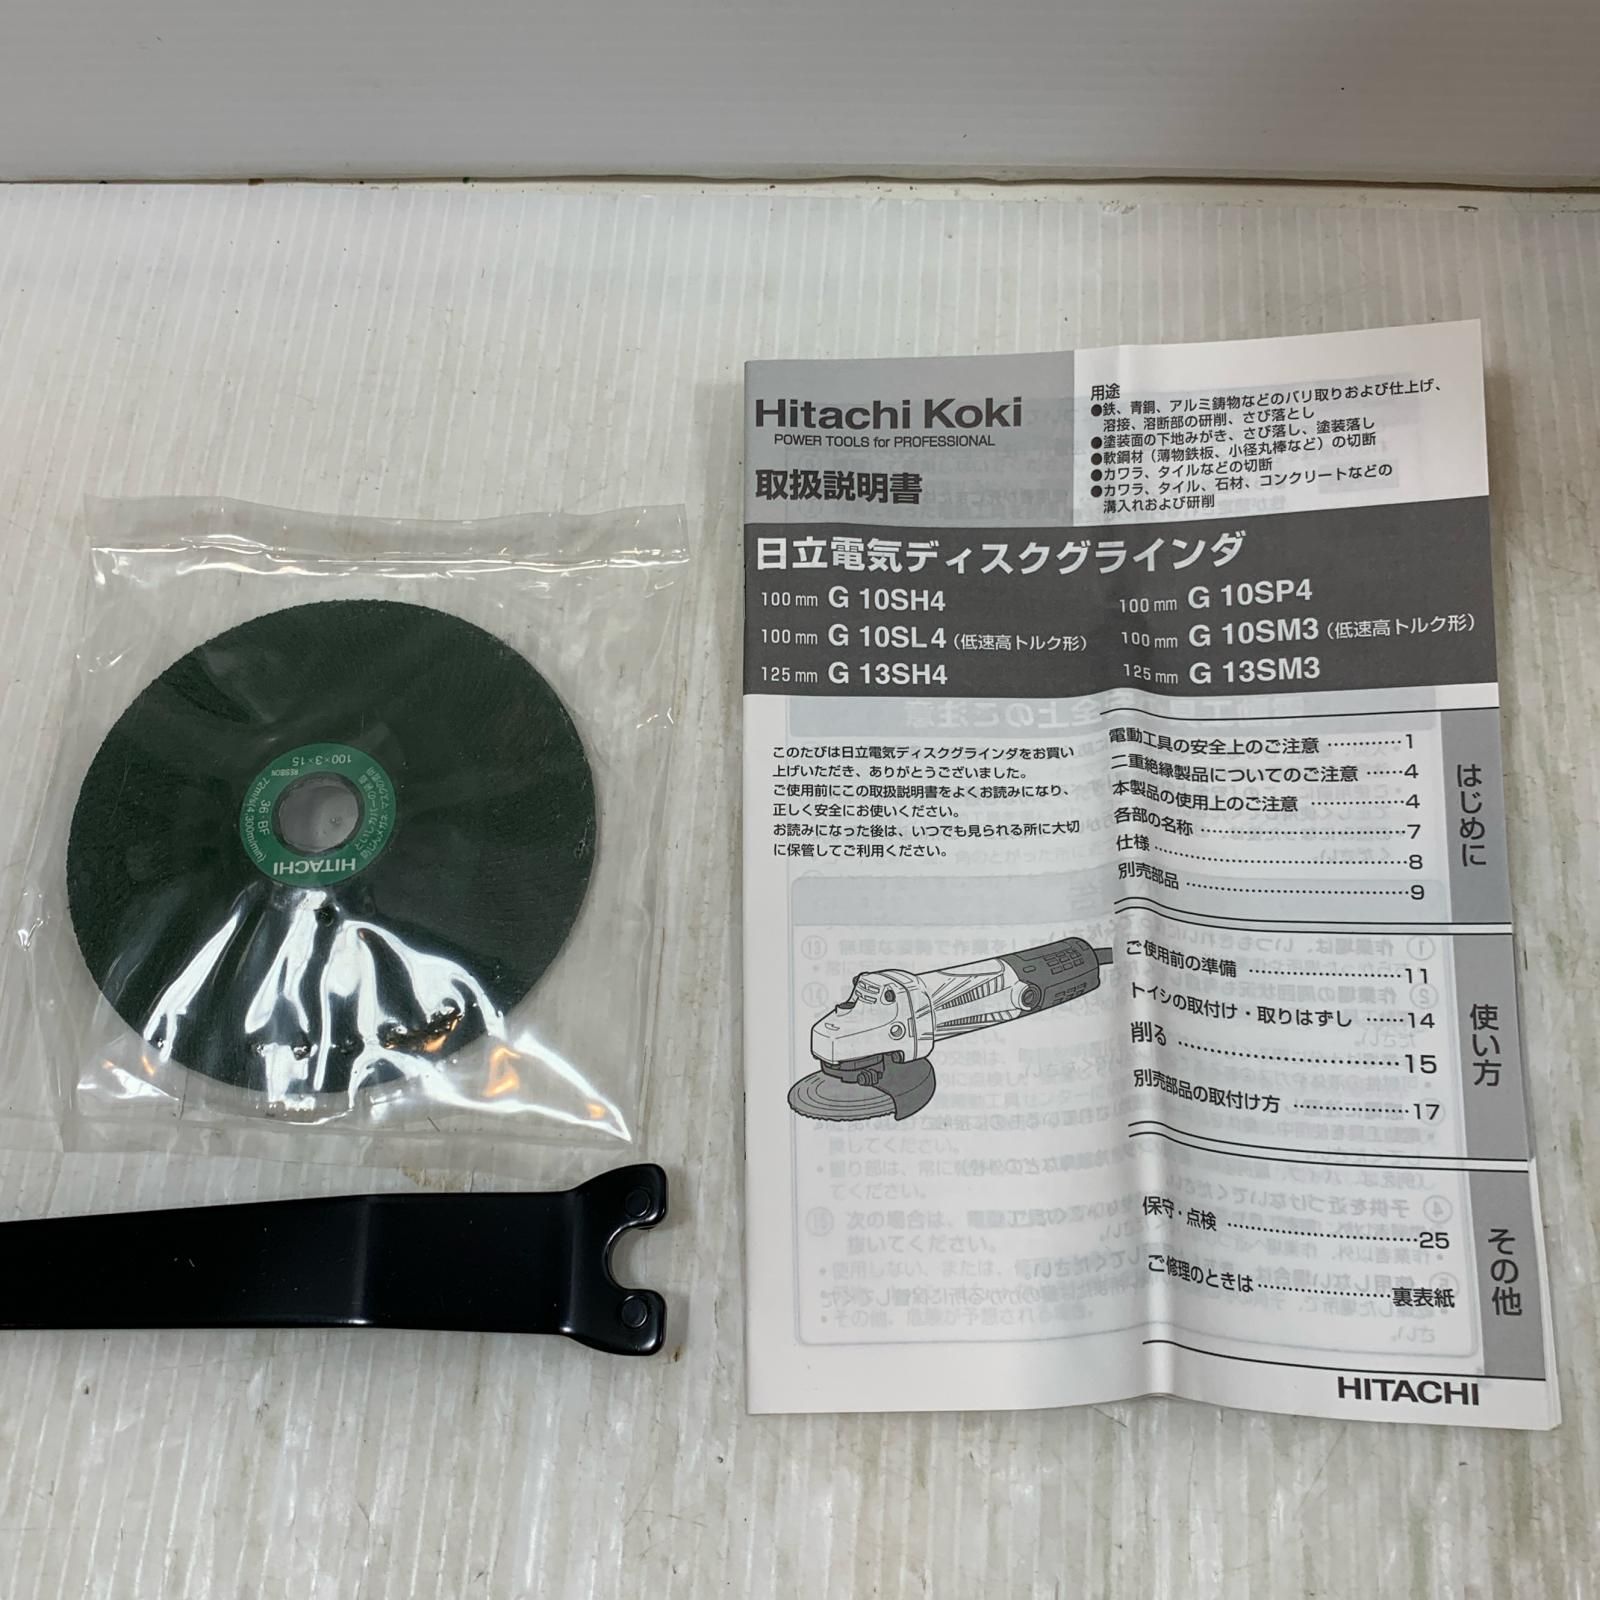 Hitachi Koki
POWER TOOLS for PROFESSIONAL
取扱説明書
用途
●鉄、青銅、アルミ鋳物などのバリ取りおよび仕上げ、
溶接、溶断部の研削、さび落とし
●塗装面の下地みがき、さび落し、塗装落し
●軟鋼材（薄物鉄板、小径丸棒など）の切断
●カワラ、タイルなどの切断
●カワラ、タイル、石材、コンクリートなどの
溝入れおよび研削
日立電気ディスクグラインダ
100 mm G 10SH4
100 mm G 10SL4（低速高トルク形）
125 mm G 13SH4
100 mm G 10SP4
100 mm G 10SM3（低速高トルク形）
125 mm G 13SM3
このたびは日立電気ディスクグラインダをお買い
上げいただき、ありがとうございました。
ご使用前にこの取扱説明書をよくお読みになり、
正しく安全にお使いください。
お読みになった後は、いつでも見られる所に大切
に保管してご利用ください。
はじめに
電動工具の安全上のご注意 …………1
二重絶縁製品についてのご注意 ……4
本製品の使用上のご注意 ……………4
各部の名称 ……………………………7
仕様 ……………………………………8
別売部品 ………………………………9
使い方
ご使用前の準備 ……………………11
トイシの取付け・取りはずし ……14
削る …………………………………15
別売部品の取付け方 ………………17
その他
保守・点検 …………………………25
ご修理のときは…………………裏表紙
HITACHI
HITACHI
100×3×15
RESIBON
36・BF
72m/s(4,300m/min)